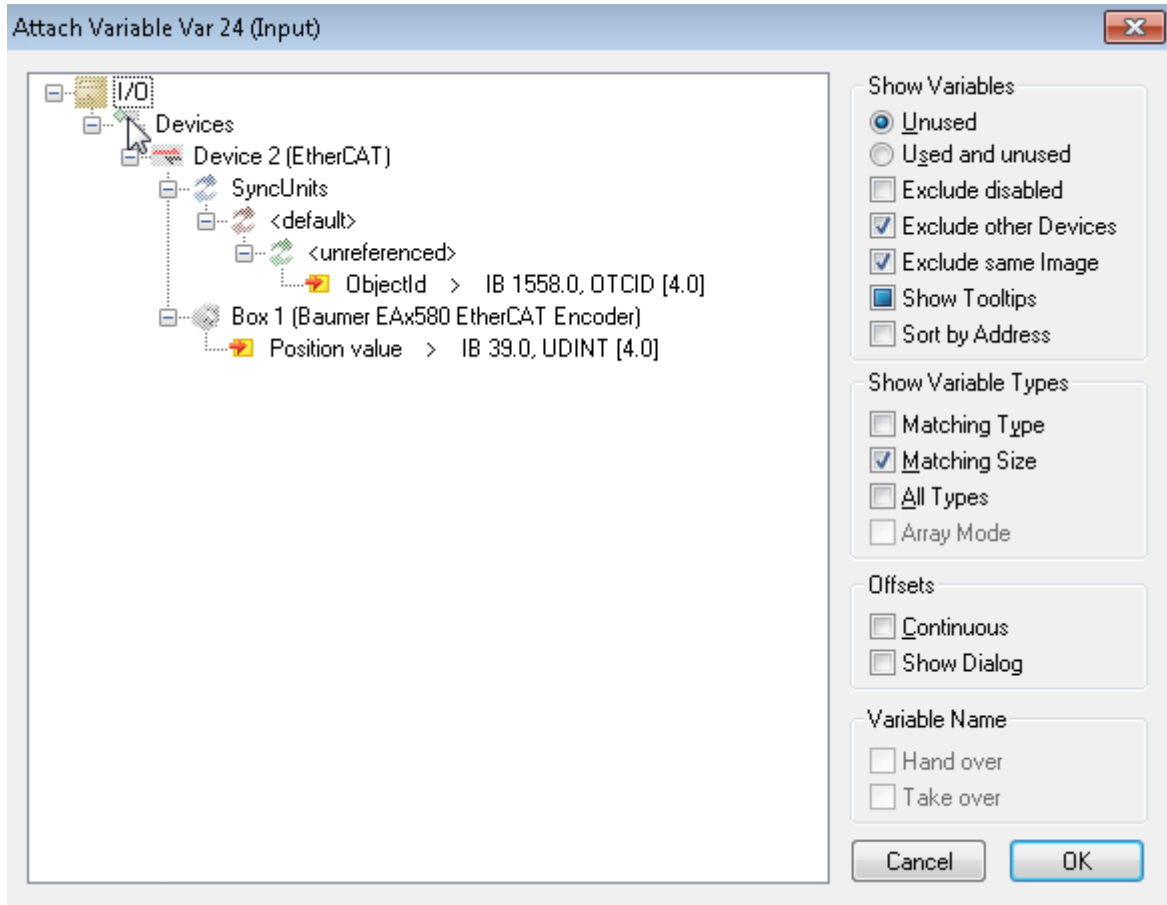 Attach Variable Var 24 (Input)
I/O
Devices
Device 2 (EtherCAT)
SyncUnits
<default>
<unreferenced>
ObjectId > IB 1558.0, OTCID [4.0]
Box 1 (Baumer EAx580 EtherCAT Encoder)
Position value > IB 39.0, UDINT [4.0]
Show Variables
Unused
Used and unused
Exclude disabled
Exclude other Devices
Exclude same Image
Show Tooltips
Sort by Address
Show Variable Types
Matching Type
Matching Size
All Types
Array Mode
Offsets
Continuous
Show Dialog
Variable Name
Hand over
Take over
Cancel
OK